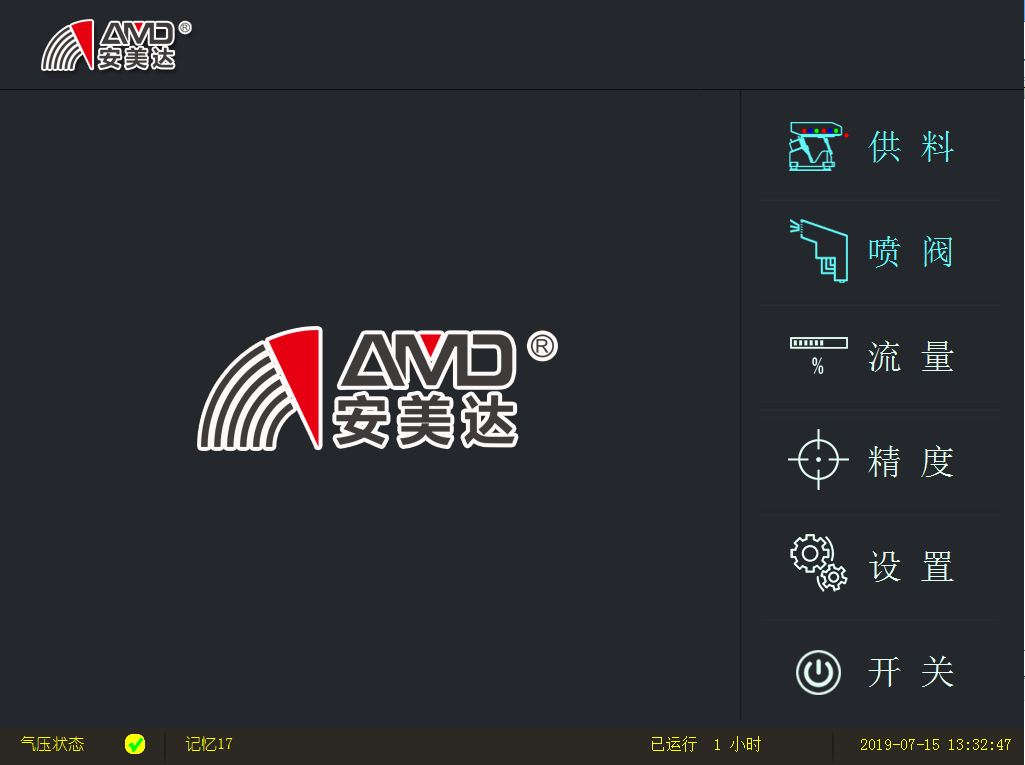 AMD®
安美达
供 料
喷 阀
AMD®
安美达
%
流 量
精 度
设 置
开 关
气压状态
记忆17
已运行 1 小时
2019-07-15 13:32:47